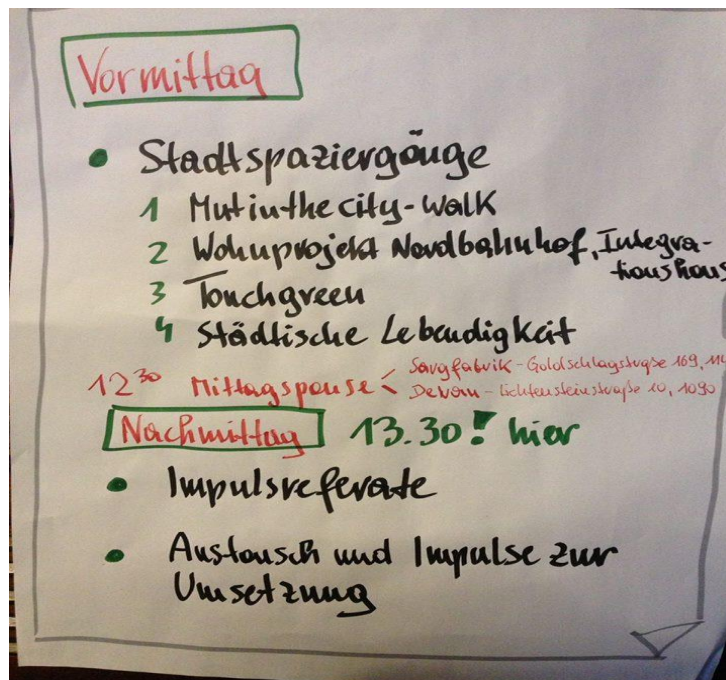 Vormittag
• Stadtspaziergänge
1 Mut in the city - Walk
2 Wohnprojekt Nordbahnhof, Integra-
tionshaus
3 Touchgreen
4 Städtische Lebendigkeit
12³⁰ Mittagspause < Sargfabrik - Goldschlagstraße 169,
Dewan - Lichtensteinstraße 10, 1090
Nachmittag 13.30! hier
• Impulsreferate
• Austausch und Impulse zur
Umsetzung